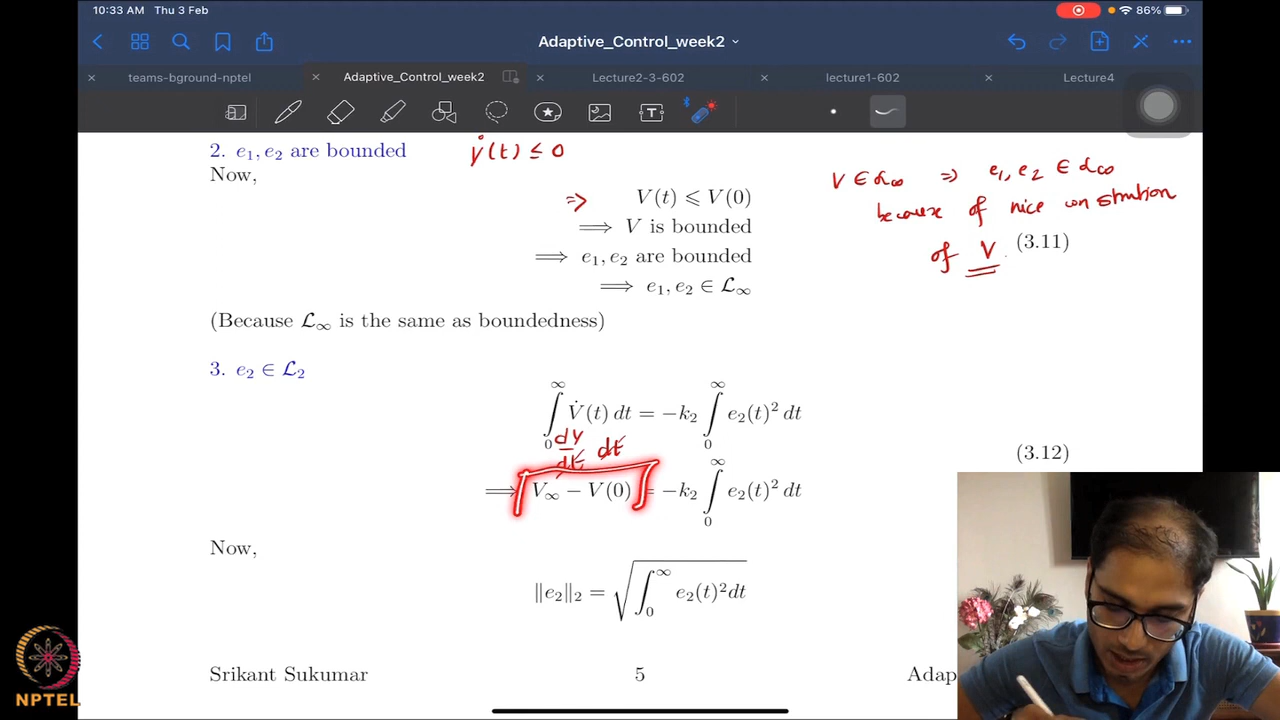 10:33 AM Thu 3 Feb
86%
Adaptive_Control_week2
teams-bground-nptel
Adaptive_Control_week2
Lecture2-3-602
lecture1-602
Lecture4
2. e₁, e₂ are bounded
V̇(t) ≤ 0
Now,
⇒ V(t) ⩽ V(0)
⟹ V is bounded
⟹ e₁, e₂ are bounded
⟹ e₁, e₂ ∈ ℒ∞
(3.11)
V ∈ ℒ∞ ⇒ e₁, e₂ ∈ ℒ∞
because of nice construction
of V
(Because ℒ∞ is the same as boundedness)
3. e₂ ∈ ℒ₂
∫₀^∞ V̇(t) dt = −k₂ ∫₀^∞ e₂(t)² dt
dV/dt dt
(3.12)
⟹ V∞ − V(0) = −k₂ ∫₀^∞ e₂(t)² dt
Now,
‖e₂‖₂ = √∫₀^∞ e₂(t)²dt
Srikant Sukumar 5 Adap
NPTEL